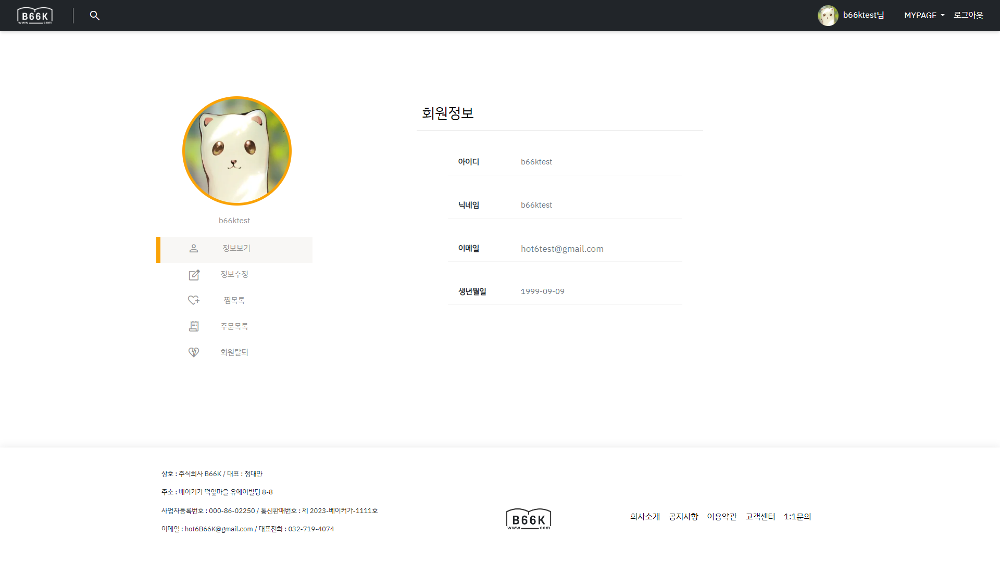 B66K
www.com
b66ktest님 MYPAGE 로그아웃
b66ktest
정보보기
정보수정
찜목록
주문목록
회원탈퇴
회원정보
아이디 b66ktest
닉네임 b66ktest
이메일 hot6test@gmail.com
생년월일 1999-09-09
상호 : 주식회사 B66K / 대표 : 정대만
주소 : 베이커가 떡잎마을 유에이빌딩 8-8
사업자등록번호 : 000-86-02250 / 통신판매번호 : 제 2023-베이커가-1111호
이메일 : hot6B66K@gmail.com / 대표전화 : 032-719-4074
B66K
www.com
회사소개 공지사항 이용약관 고객센터 1:1문의